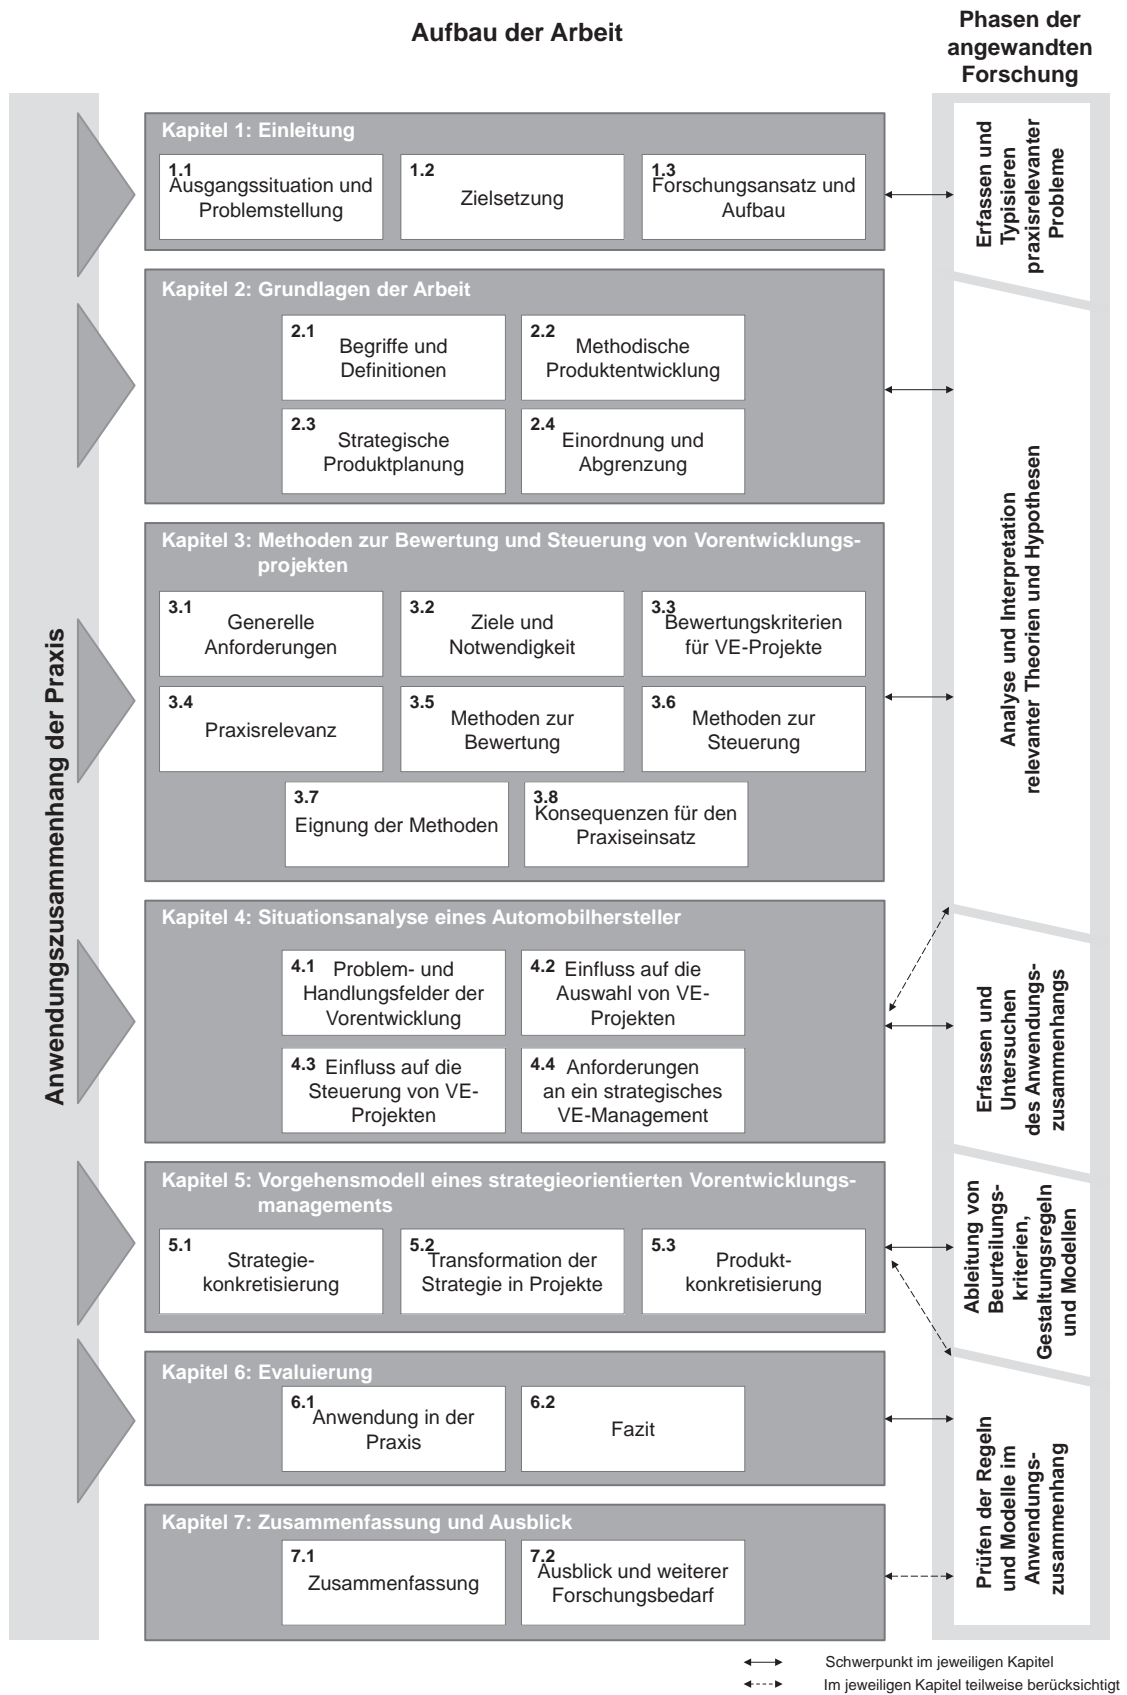 Aufbau der Arbeit
Phasen der
angewandten
Forschung
Anwendungszusammenhang der Praxis
Kapitel 1: Einleitung
1.1
Ausgangssituation und
Problemstellung
1.2
Zielsetzung
1.3
Forschungsansatz und
Aufbau
Erfassen und
Typisieren
praxisrelevanter
Probleme
Kapitel 2: Grundlagen der Arbeit
2.1
Begriffe und
Definitionen
2.2
Methodische
Produktentwicklung
2.3
Strategische
Produktplanung
2.4
Einordnung und
Abgrenzung
Analyse und Interpretation
relevanter Theorien und Hypothesen
Kapitel 3: Methoden zur Bewertung und Steuerung von Vorentwicklungs-
projekten
3.1
Generelle
Anforderungen
3.2
Ziele und
Notwendigkeit
3.3
Bewertungskriterien
für VE-Projekte
3.4
Praxisrelevanz
3.5
Methoden zur
Bewertung
3.6
Methoden zur
Steuerung
3.7
Eignung der Methoden
3.8
Konsequenzen für den
Praxiseinsatz
Kapitel 4: Situationsanalyse eines Automobilhersteller
4.1 Problem- und
Handlungsfelder der
Vorentwicklung
4.2 Einfluss auf die
Auswahl von VE-
Projekten
4.3 Einfluss auf die
Steuerung von VE-
Projekten
4.4 Anforderungen
an ein strategisches
VE-Management
Erfassen und
Untersuchen
des Anwendungs-
zusammenhangs
Kapitel 5: Vorgehensmodell eines strategieorientierten Vorentwicklungs-
managements
5.1
Strategie-
konkretisierung
5.2
Transformation der
Strategie in Projekte
5.3
Produkt-
konkretisierung
Ableitung von
Beurteilungs-
kriterien,
Gestaltungsregeln
und Modellen
Kapitel 6: Evaluierung
6.1
Anwendung in der
Praxis
6.2
Fazit
Prüfen der Regeln
und Modelle im
Anwendungs-
zusammenhang
Kapitel 7: Zusammenfassung und Ausblick
7.1
Zusammenfassung
7.2
Ausblick und weiterer
Forschungsbedarf
Schwerpunkt im jeweiligen Kapitel
Im jeweiligen Kapitel teilweise berücksichtigt